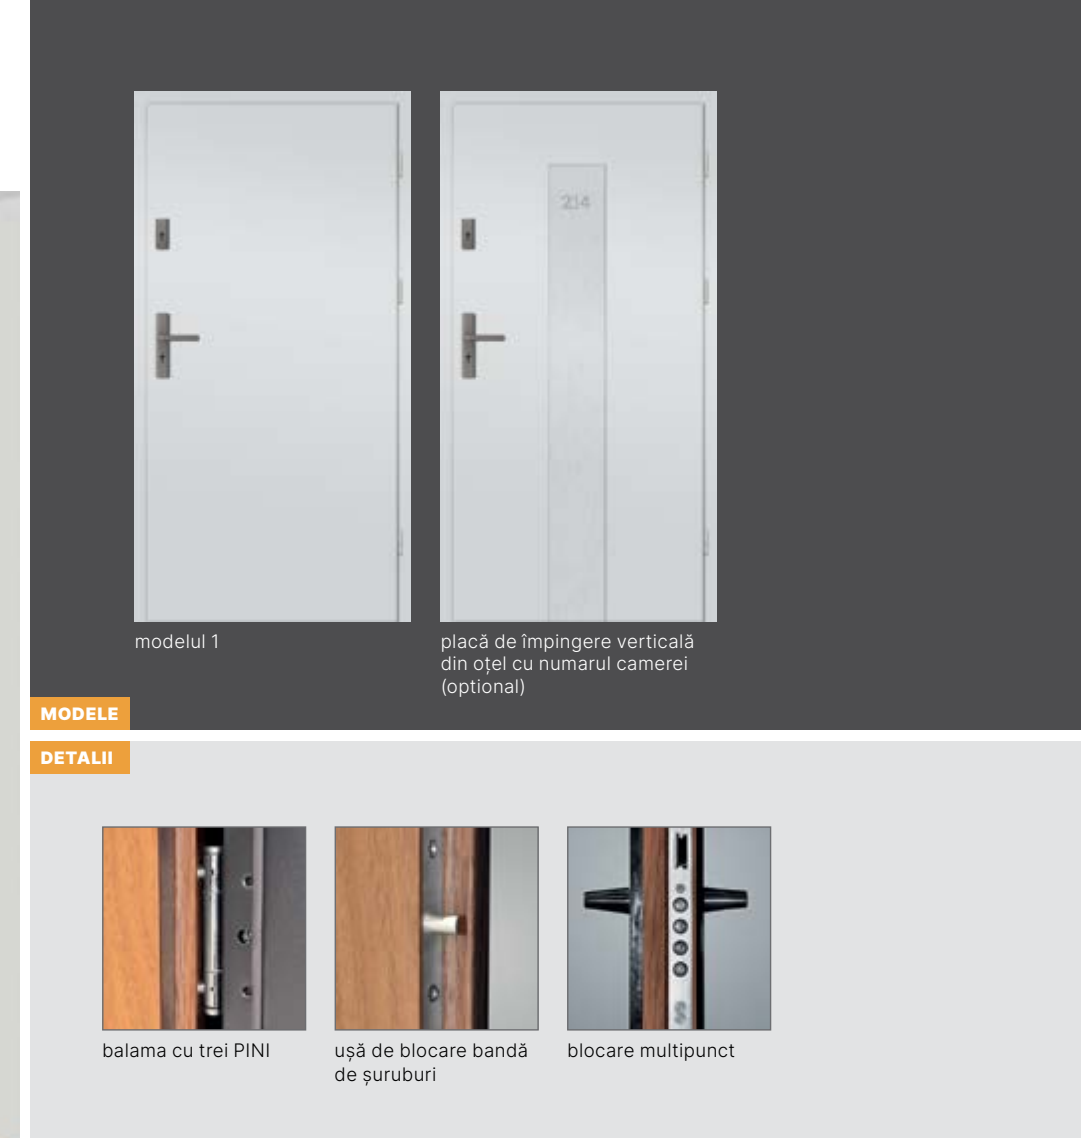 214
modelul 1
placă de împingere verticală
din oțel cu numarul camerei
(optional)
MODELE
DETALII
balama cu trei PINI
ușă de blocare bandă
de șuruburi
blocare multipunct